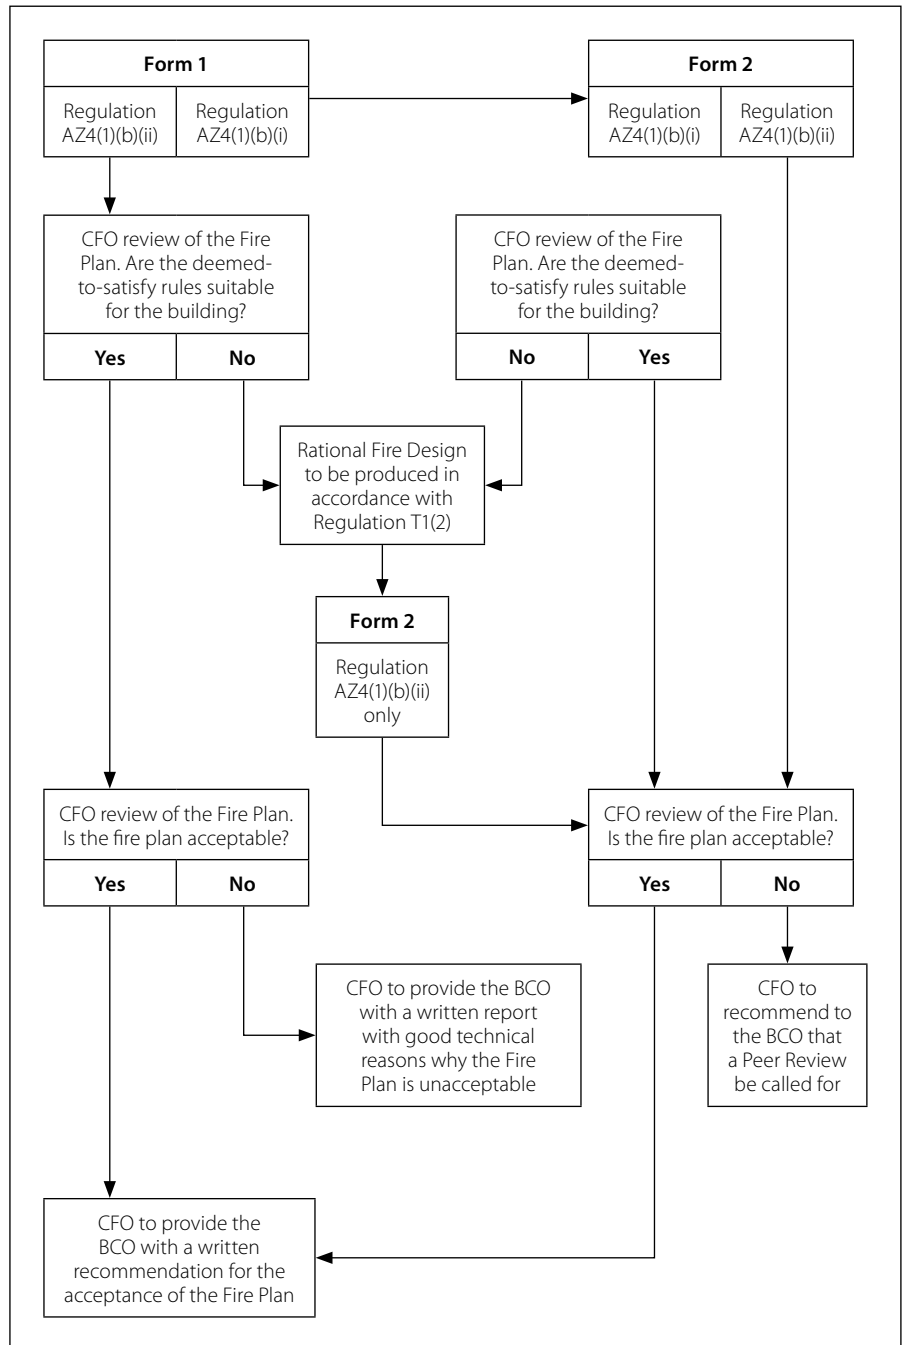 Form 1
Regulation
AZ4(1)(b)(ii)
Regulation
AZ4(1)(b)(i)
Form 2
Regulation
AZ4(1)(b)(i)
Regulation
AZ4(1)(b)(ii)
CFO review of the Fire
Plan. Are the deemed-
to-satisfy rules suitable
for the building?
Yes
No
CFO review of the Fire
Plan. Are the deemed-
to-satisfy rules suitable
for the building?
No
Yes
Rational Fire Design
to be produced in
accordance with
Regulation T1(2)
Form 2
Regulation
AZ4(1)(b)(ii)
only
CFO review of the Fire Plan.
Is the fire plan acceptable?
Yes
No
CFO review of the Fire Plan.
Is the fire plan acceptable?
Yes
No
CFO to provide the BCO
with a written report
with good technical
reasons why the Fire
Plan is unacceptable
CFO to
recommend to
the BCO that
a Peer Review
be called for
CFO to provide the
BCO with a written
recommendation for the
acceptance of the Fire Plan